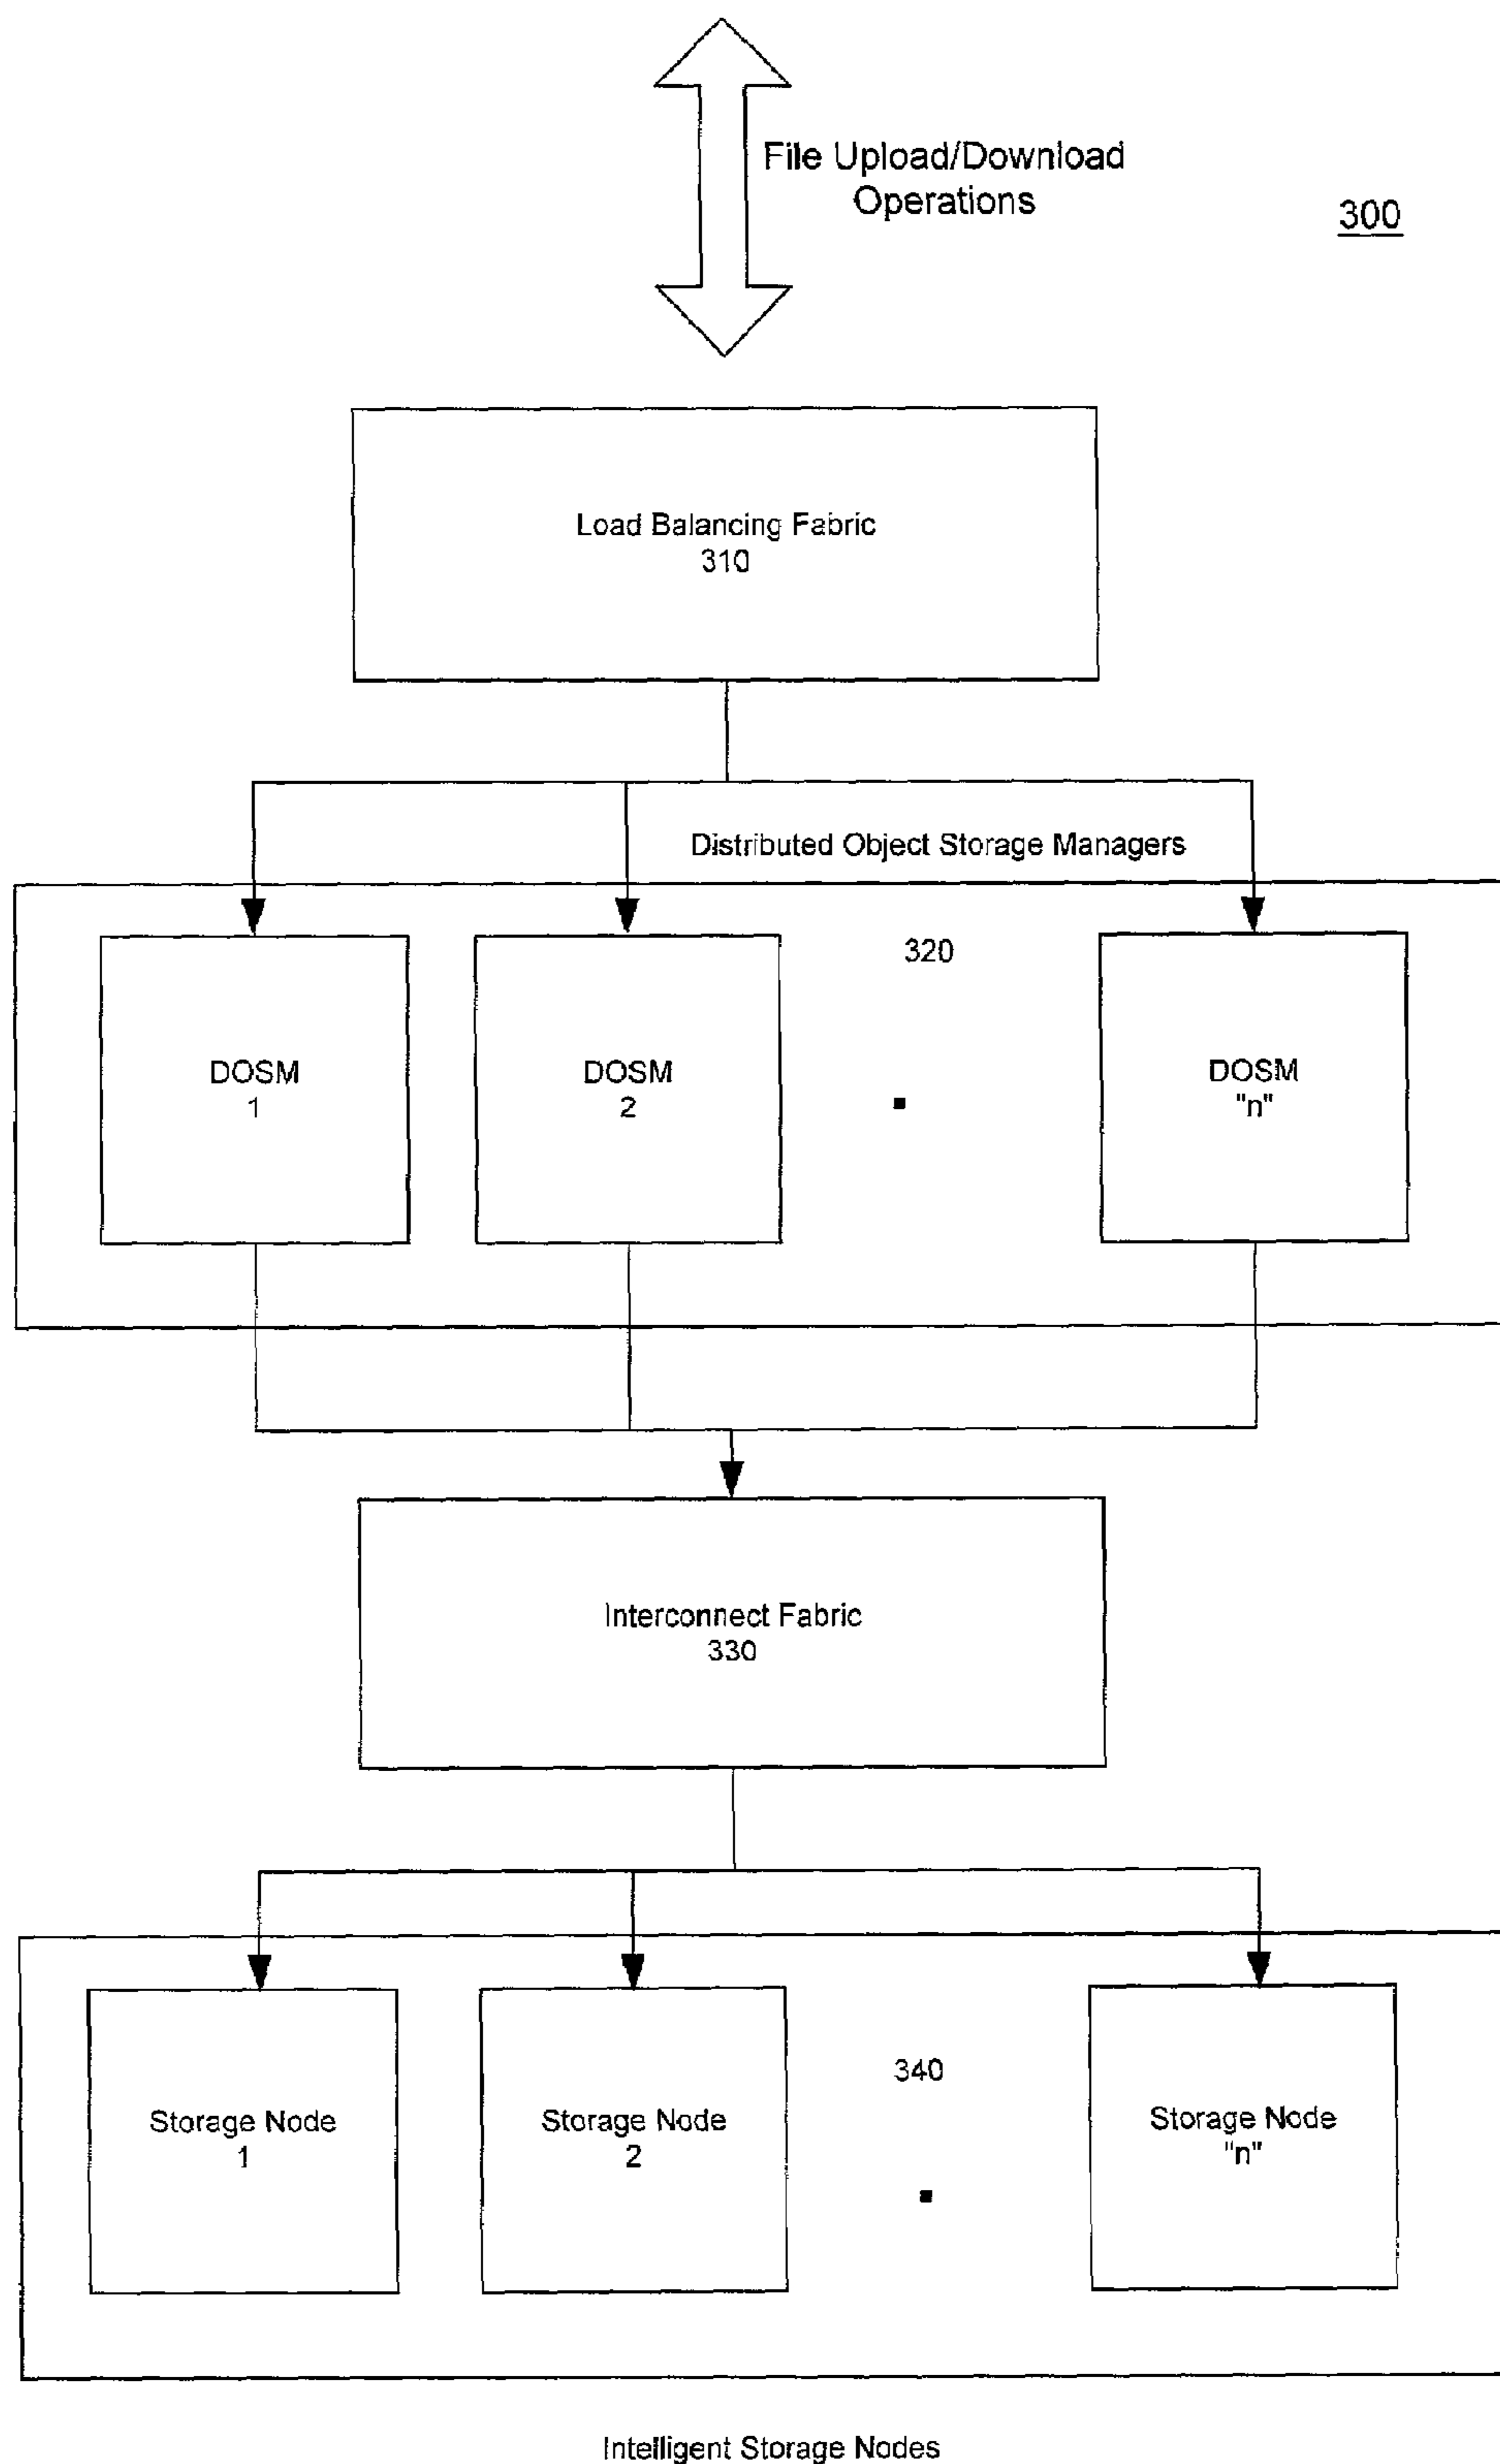 File Upload/Download
Operations
300
Load Balancing Fabric
310
Distributed Object Storage Managers
320
DOSM
1
DOSM
2
DOSM
"n"
Interconnect Fabric
330
340
Storage Node
1
Storage Node
2
Storage Node
"n"
Intelligent Storage Nodes